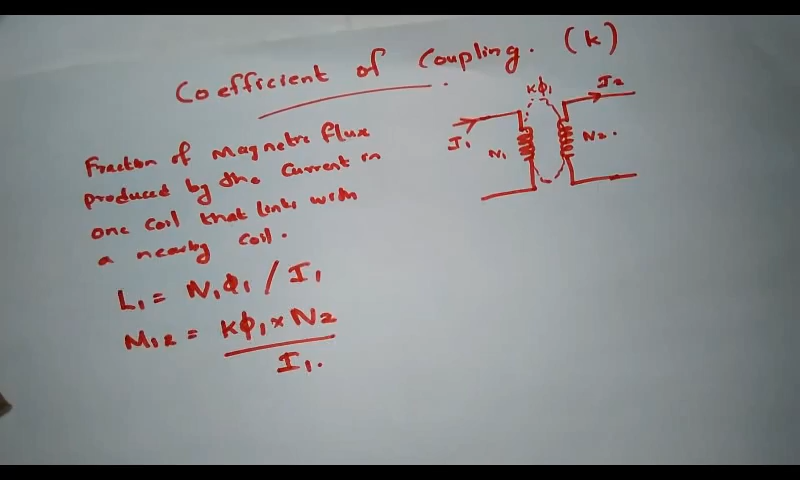 Coefficient of Coupling. (k)
Fraction of Magnetic flux
produced by the current in
one coil that links with
a nearby coil.
L₁ = N₁Φ₁ / I₁
M₁₂ = kΦ₁ × N₂
I₁.
kΦ₁
I₂
I₁
N₁
N₂.